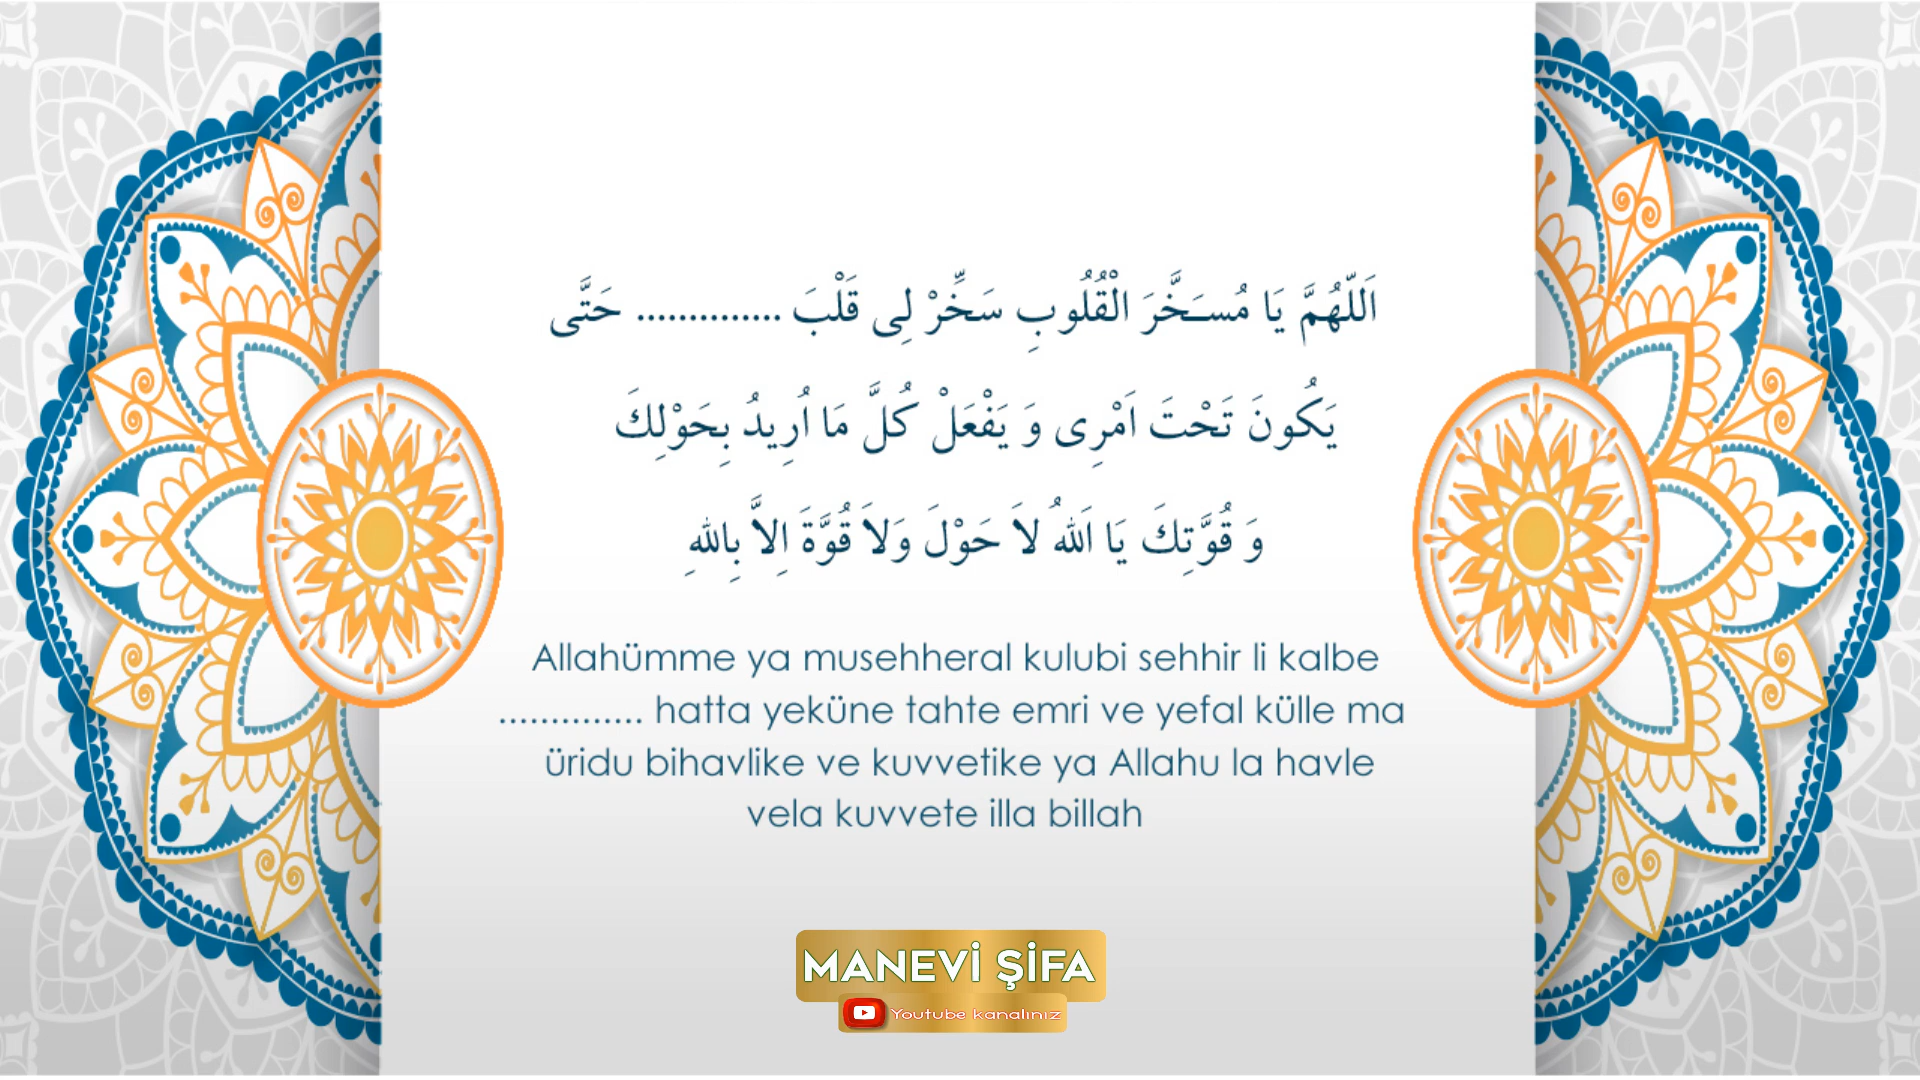 اَللّٰهُمَّ يَا مُسَخَّرَ الْقُلُوبِ سَخِّرْ لِى قَلْبَ .............. حَتَّى
يَكُونَ تَحْتَ اَمْرِى وَ يَفْعَلْ كُلَّ مَا اُرِيدُ بِحَوْلِكَ
وَ قُوَّتِكَ يَا اَللهُ لاَ حَوْلَ وَلاَ قُوَّةَ اِلاَّ بِاللهِ
Allahümme ya musehheral kulubi sehhir li kalbe
.............. hatta yeküne tahte emri ve yefal külle ma
üridu bihavlike ve kuvvetike ya Allahu la havle
vela kuvvete illa billah
MANEVİ ŞİFA
Youtube kanalınız